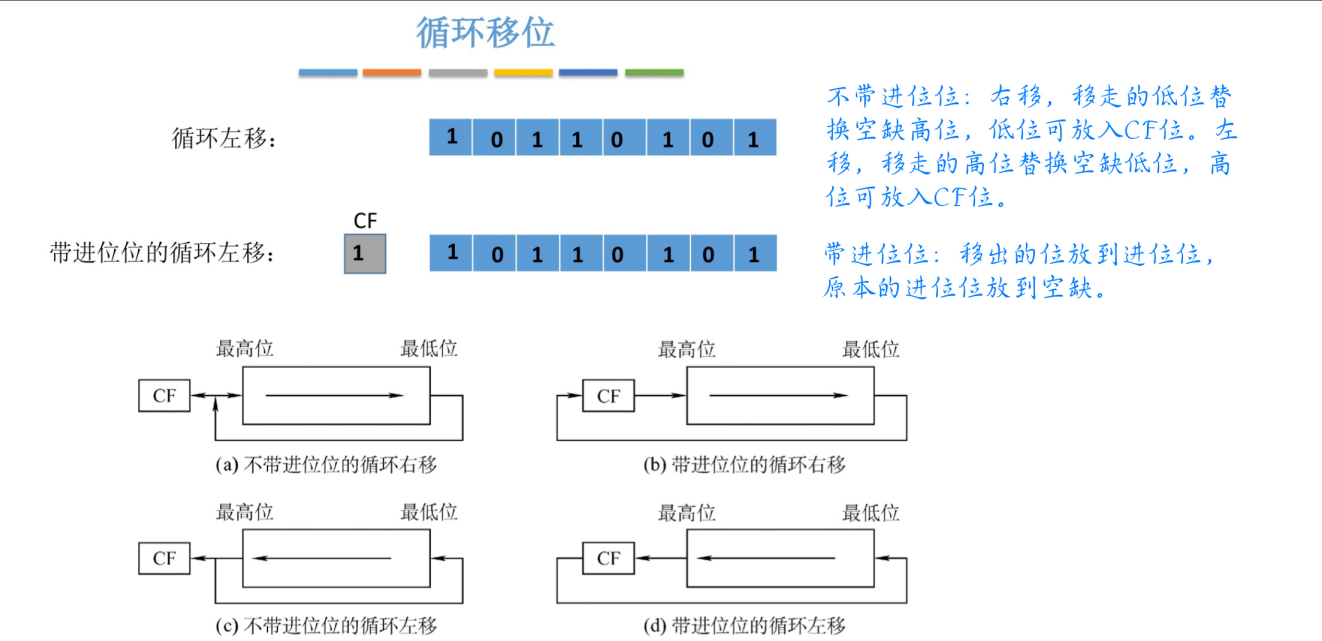 循环移位
循环左移：
1 0 1 1 0 1 0 1
不带进位位：右移，移走的低位替
换空缺高位，低位可放入CF位。左
移，移走的高位替换空缺低位，高
位可放入CF位。
CF
带进位位的循环左移：
1
1 0 1 1 0 1 0 1
带进位位：移出的位放到进位位，
原本的进位位放到空缺。
最高位 最低位
CF
(a) 不带进位位的循环右移
最高位 最低位
CF
(b) 带进位位的循环右移
最高位 最低位
CF
(c) 不带进位位的循环左移
最高位 最低位
CF
(d) 带进位位的循环左移